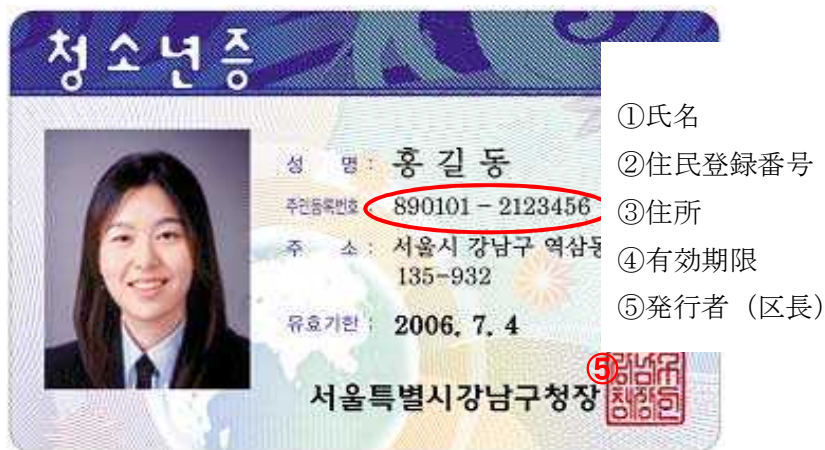 청소년증
성 명 : 홍길동
주민등록번호 : 890101 - 2123456
주 소 : 서울시 강남구 역삼동
135-932
유효기한 : 2006. 7. 4
⑤
서울특별시강남구청장
①氏名
②住民登録番号
③住所
④有効期限
⑤発行者（区長）